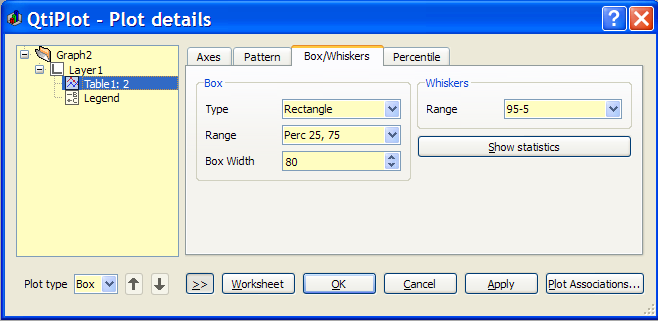 QtiPlot - Plot details
Graph2
Layer1
Table1: 2
Legend
Axes Pattern Box/Whiskers Percentile
Box
Type Rectangle
Range Perc 25, 75
Box Width 80
Whiskers
Range 95-5
Show statistics
Plot type Box >> Worksheet OK Cancel Apply Plot Associations...